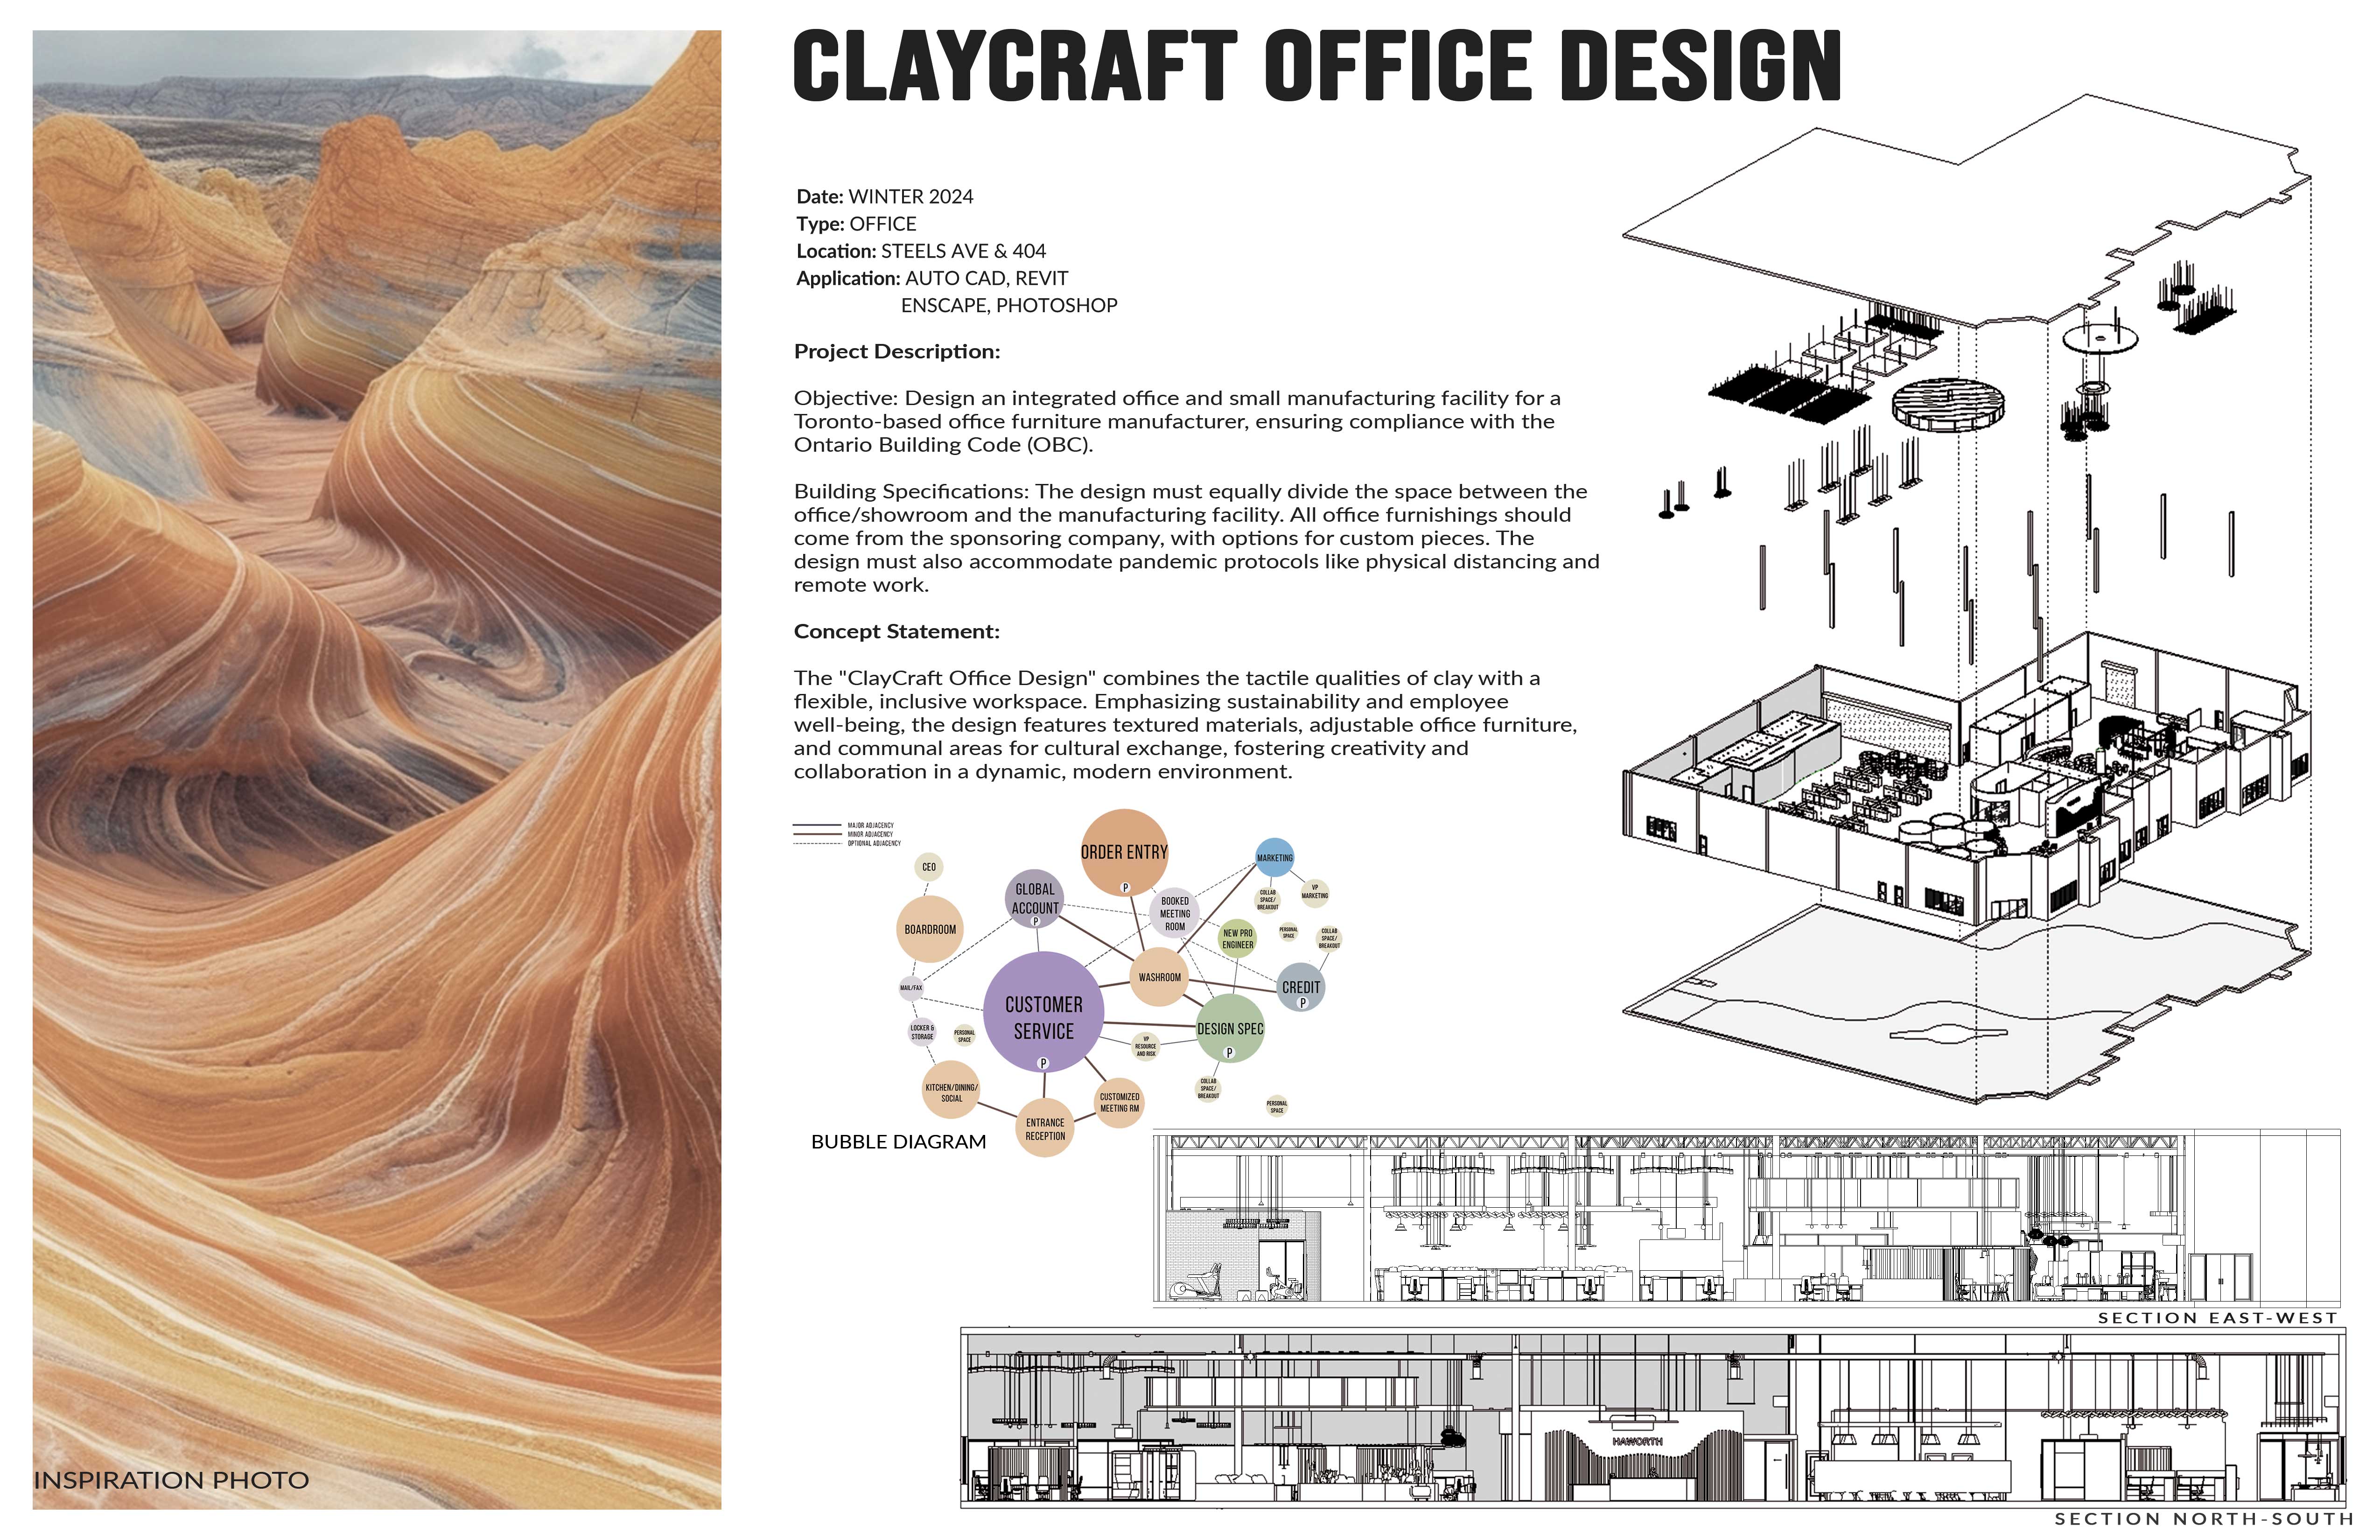 CLAYCRAFT OFFICE DESIGN
Date: WINTER 2024
Type: OFFICE
Location: STEELS AVE & 404
Application: AUTO CAD, REVIT
ENSCAPE, PHOTOSHOP
Project Description:
Objective: Design an integrated office and small manufacturing facility for a
Toronto-based office furniture manufacturer, ensuring compliance with the
Ontario Building Code (OBC).
Building Specifications: The design must equally divide the space between the
office/showroom and the manufacturing facility. All office furnishings should
come from the sponsoring company, with options for custom pieces. The
design must also accommodate pandemic protocols like physical distancing and
remote work.
Concept Statement:
The "ClayCraft Office Design" combines the tactile qualities of clay with a
flexible, inclusive workspace. Emphasizing sustainability and employee
well-being, the design features textured materials, adjustable office furniture,
and communal areas for cultural exchange, fostering creativity and
collaboration in a dynamic, modern environment.
MAJOR ADJACENCY
MINOR ADJACENCY
OPTIONAL ADJACENCY
CEO
BOARDROOM
MAIL/FAX
LOCKER &
STORAGE
PERSONAL
SPACE
KITCHEN/DINING/
SOCIAL
GLOBAL
ACCOUNT
P
ORDER ENTRY
P
CUSTOMER
SERVICE
P
ENTRANCE
RECEPTION
CUSTOMIZED
MEETING RM
BOOKED
MEETING
ROOM
WASHROOM
VP
RESOURCE
AND RISK
MARKETING
COLLAB
SPACE/
BREAKOUT
VP
MARKETING
NEW PRO
ENGINEER
PERSONAL
SPACE
COLLAB
SPACE/
BREAKOUT
CREDIT
P
DESIGN SPEC
P
COLLAB
SPACE/
BREAKOUT
PERSONAL
SPACE
BUBBLE DIAGRAM
SECTION EAST-WEST
HAWORTH
SECTION NORTH-SOUTH
INSPIRATION PHOTO